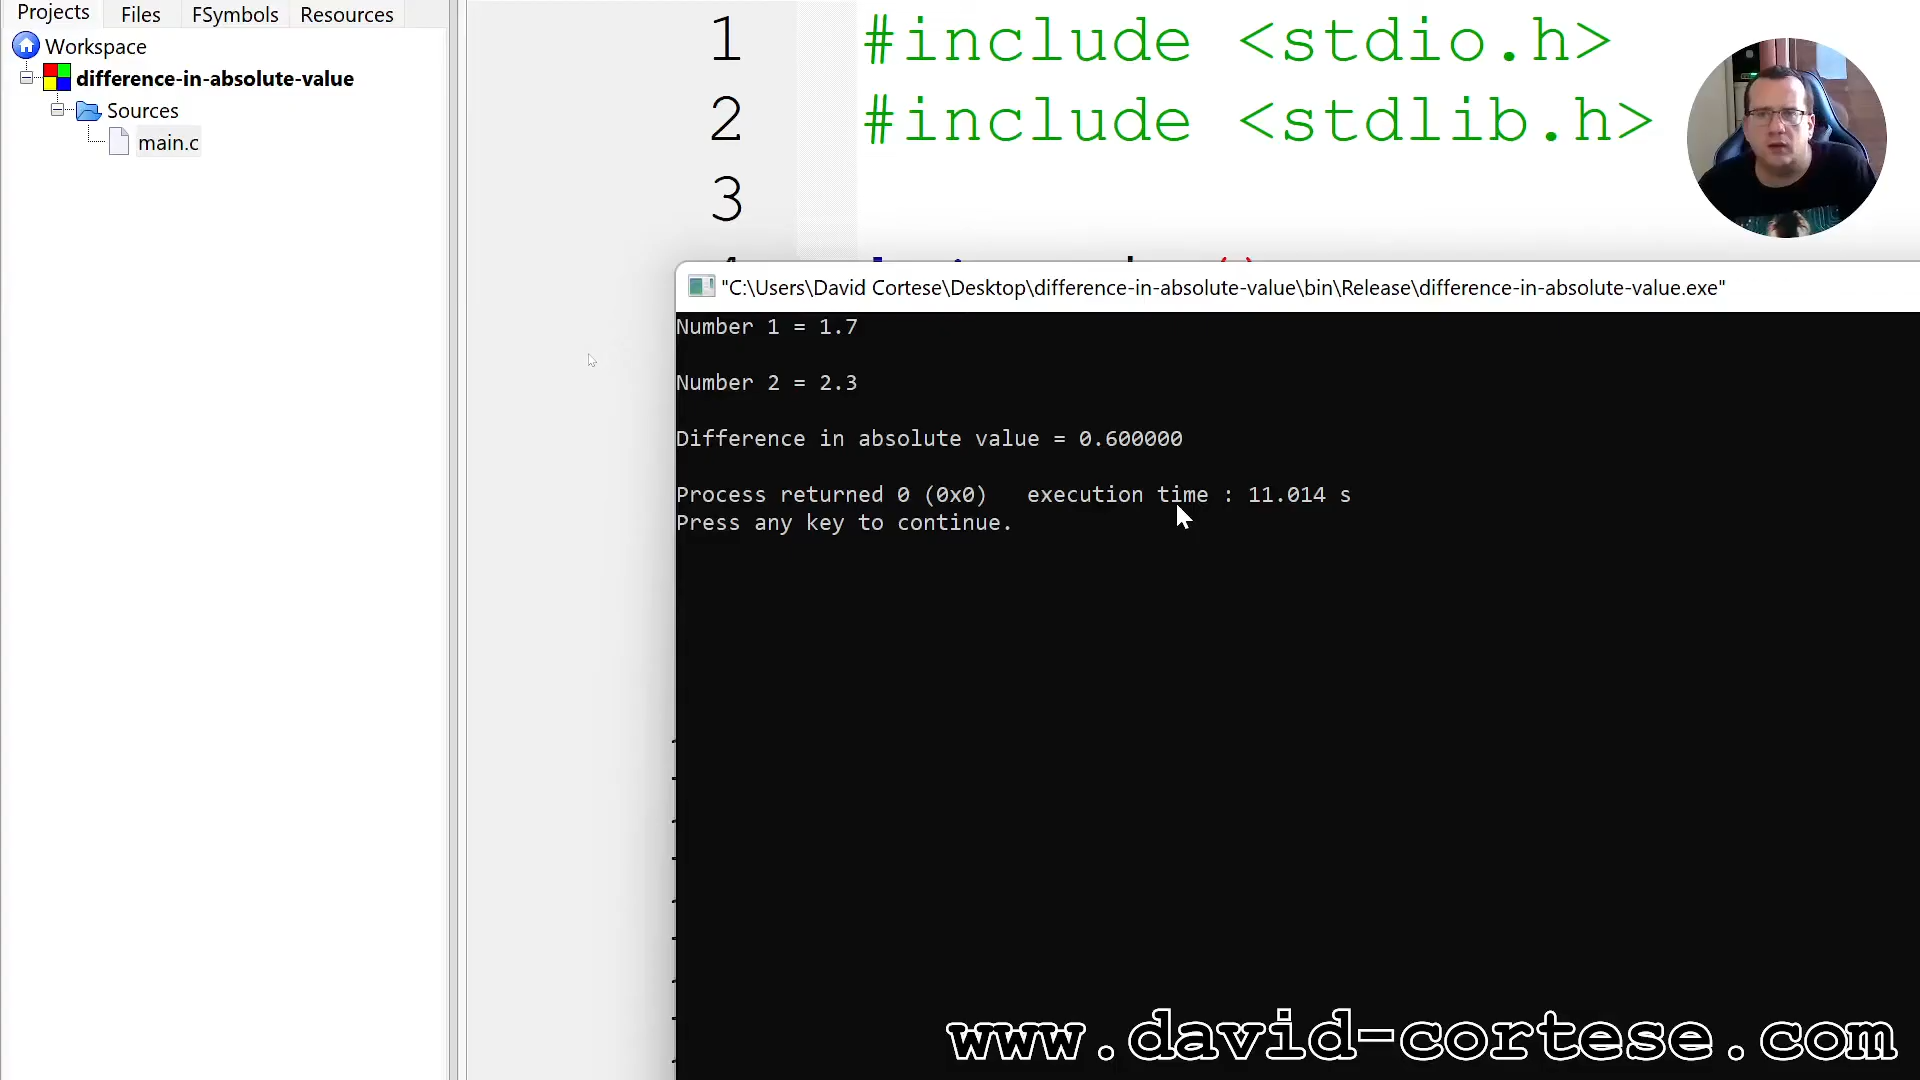 Projects Files FSymbols Resources
Workspace
difference-in-absolute-value
Sources
main.c
1 #include <stdio.h>
2 #include <stdlib.h>
3
"C:\Users\David Cortese\Desktop\difference-in-absolute-value\bin\Release\difference-in-absolute-value.exe"
Number 1 = 1.7
Number 2 = 2.3
Difference in absolute value = 0.600000
Process returned 0 (0x0)   execution time : 11.014 s
Press any key to continue.
www.david-cortese.com